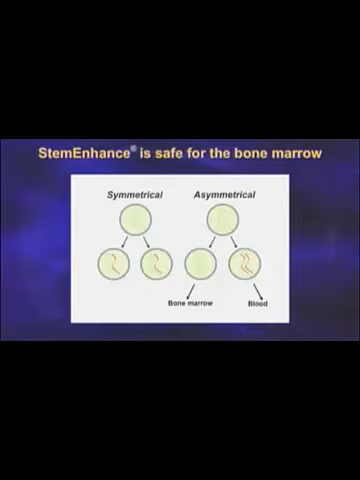 StemEnhance® is safe for the bone marrow
Symmetrical Asymmetrical
Bone marrow Blood